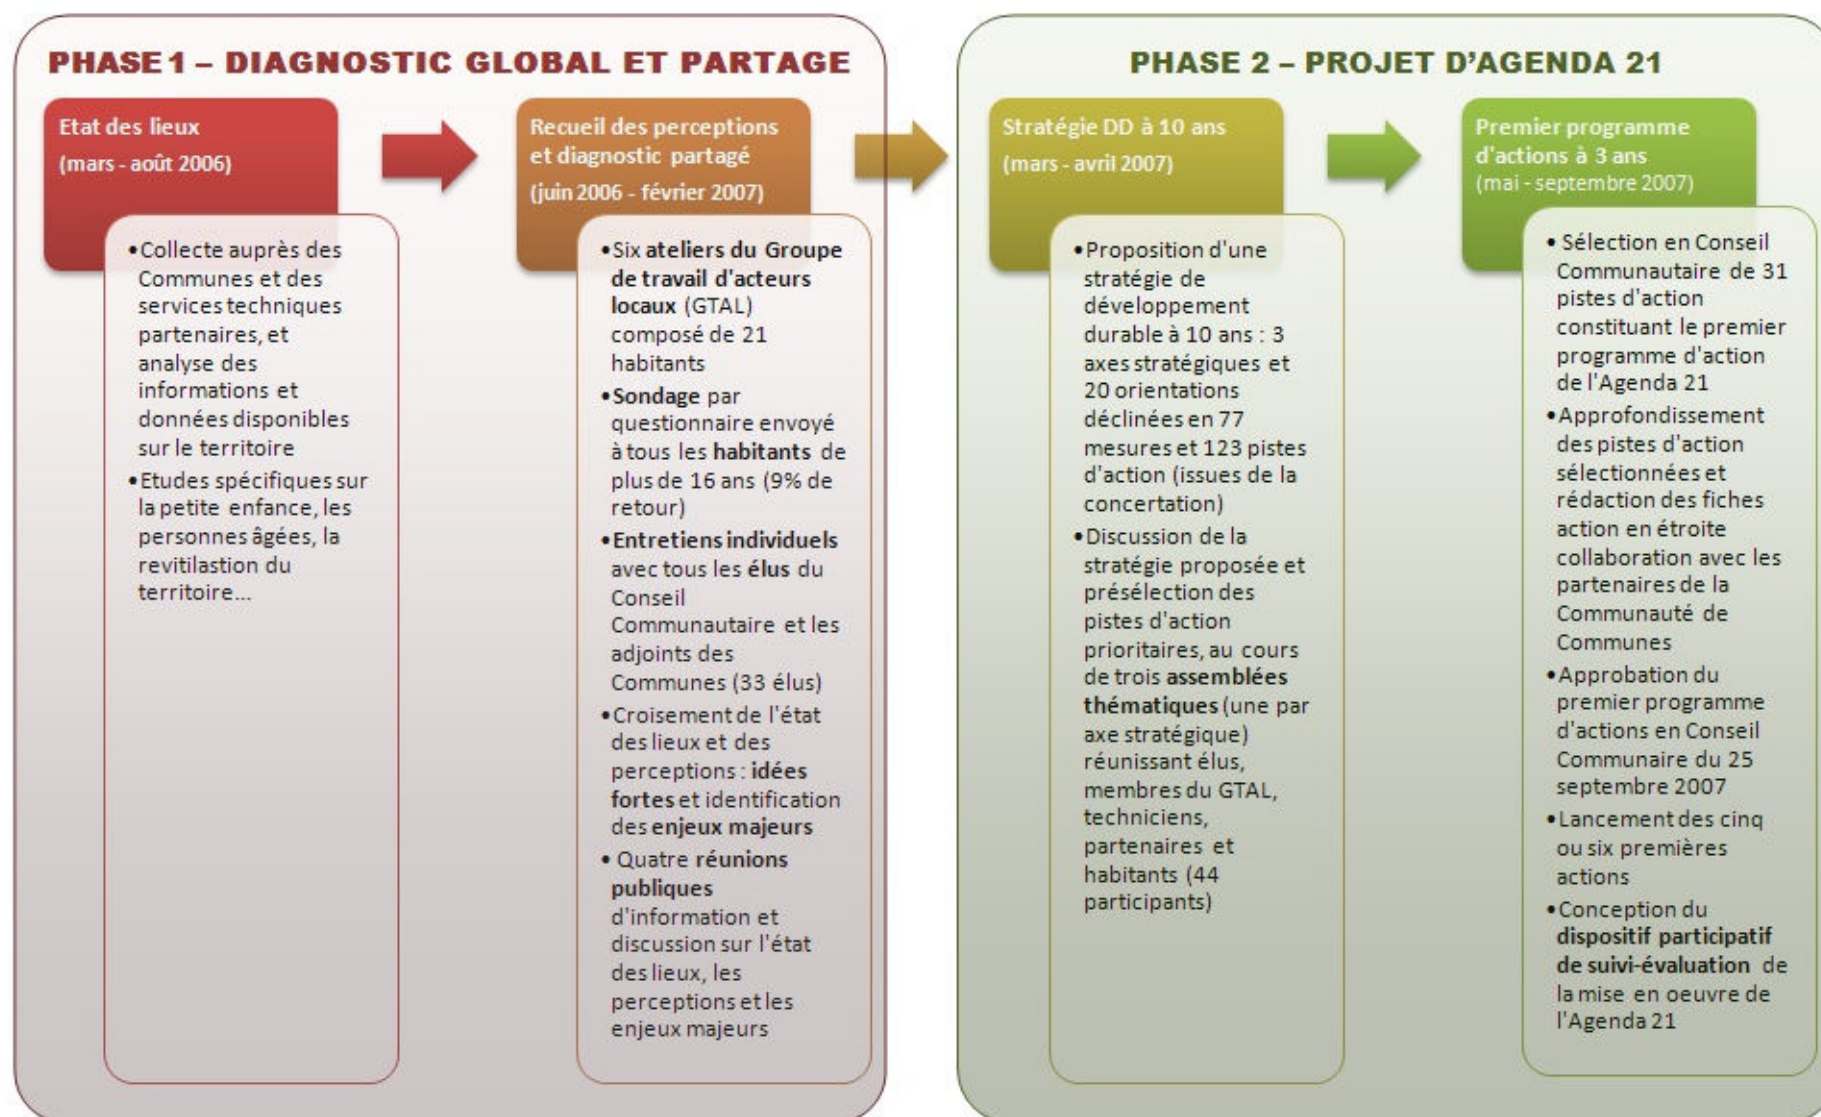 PHASE 1 – DIAGNOSTIC GLOBAL ET PARTAGE
Etat des lieux
(mars - août 2006)
•Collecte auprès des
Communes et des
services techniques
partenaires, et
analyse des
informations et
données disponibles
sur le territoire
•Etudes spécifiques sur
la petite enfance, les
personnes âgées, la
revitilastion du
territoire...
Recueil des perceptions
et diagnostic partagé
(juin 2006 - février 2007)
•Six ateliers du Groupe
de travail d'acteurs
locaux (GTAL)
composé de 21
habitants
•Sondage par
questionnaire envoyé
à tous les habitants de
plus de 16 ans (9% de
retour)
•Entretiens individuels
avec tous les élus du
Conseil
Communautaire et les
adjoints des
Communes (33 élus)
•Croisement de l'état
des lieux et des
perceptions : idées
fortes et identification
des enjeux majeurs
• Quatre réunions
publiques
d'information et
discussion sur l'état
des lieux, les
perceptions et les
enjeux majeurs
PHASE 2 – PROJET D'AGENDA 21
Stratégie DD à 10 ans
(mars - avril 2007)
•Proposition d'une
stratégie de
développement
durable à 10 ans : 3
axes stratégiques et
20 orientations
déclinées en 77
mesures et 123 pistes
d'action (issues de la
concertation)
•Discussion de la
stratégie proposée et
présélection des
pistes d'action
prioritaires, au cours
de trois assemblées
thématiques (une par
axe stratégique)
réunissant élus,
membres du GTAL,
techniciens,
partenaires et
habitants (44
participants)
Premier programme
d'actions à 3 ans
(mai - septembre 2007)
• Sélection en Conseil
Communautaire de 31
pistes d'action
constituant le premier
programme d'action
de l'Agenda 21
•Approfondissement
des pistes d'action
sélectionnées et
rédaction des fiches
action en étroite
collaboration avec les
partenaires de la
Communauté de
Communes
•Approbation du
premier programme
d'actions en Conseil
Communaire du 25
septembre 2007
•Lancement des cinq
ou six premières
actions
•Conception du
dispositif participatif
de suivi-évaluation de
la mise en oeuvre de
l'Agenda 21